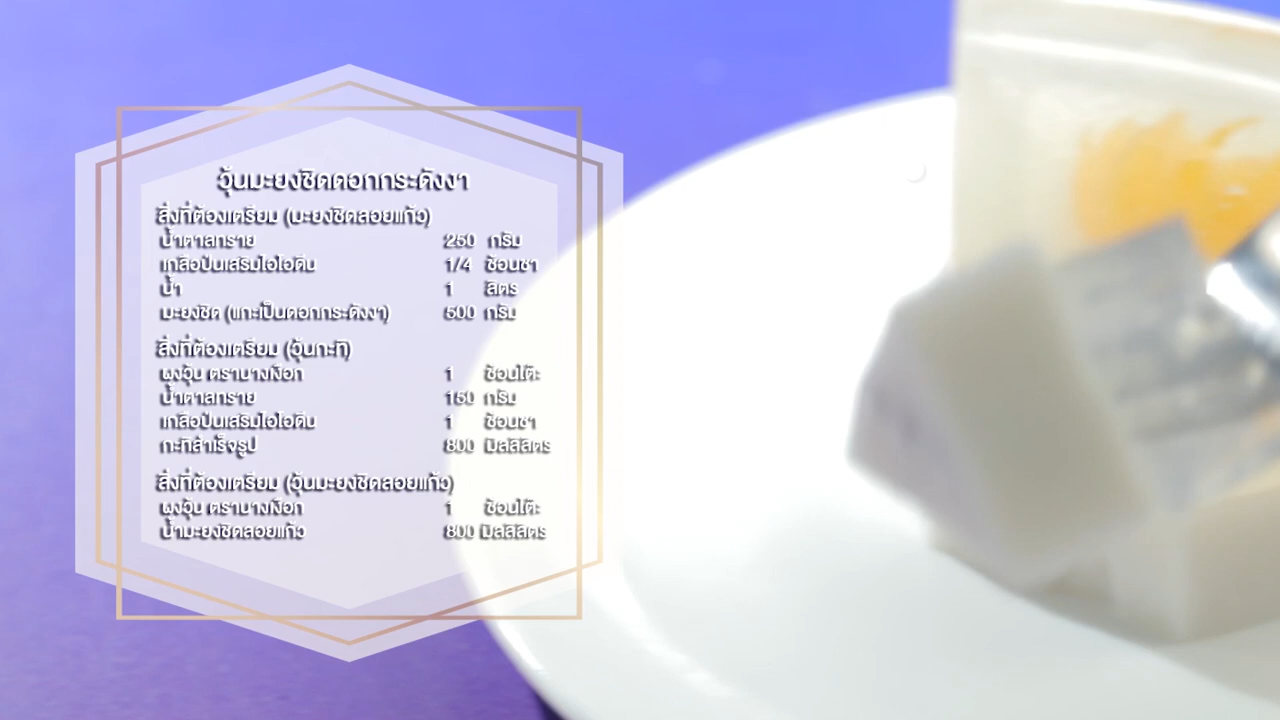 วุ้นมะยงชิดดอกกระดังงา
สิ่งที่ต้องเตรียม (มะยงชิดลอยแก้ว)
น้ำตาลทราย 250 กรัม
เกลือป่นเสริมไอโอดีน 1/4 ช้อนชา
น้ำ 1 ลิตร
มะยงชิด (แกะเป็นดอกกระดังงา) 500 กรัม
สิ่งที่ต้องเตรียม (วุ้นกะทิ)
ผงวุ้น ตรานางเงือก 1 ช้อนโต๊ะ
น้ำตาลทราย 150 กรัม
เกลือป่นเสริมไอโอดีน 1 ช้อนชา
กะทิสำเร็จรูป 800 มิลลิลิตร
สิ่งที่ต้องเตรียม (วุ้นมะยงชิดลอยแก้ว)
ผงวุ้น ตรานางเงือก 1 ช้อนโต๊ะ
น้ำมะยงชิดลอยแก้ว 800 มิลลิลิตร